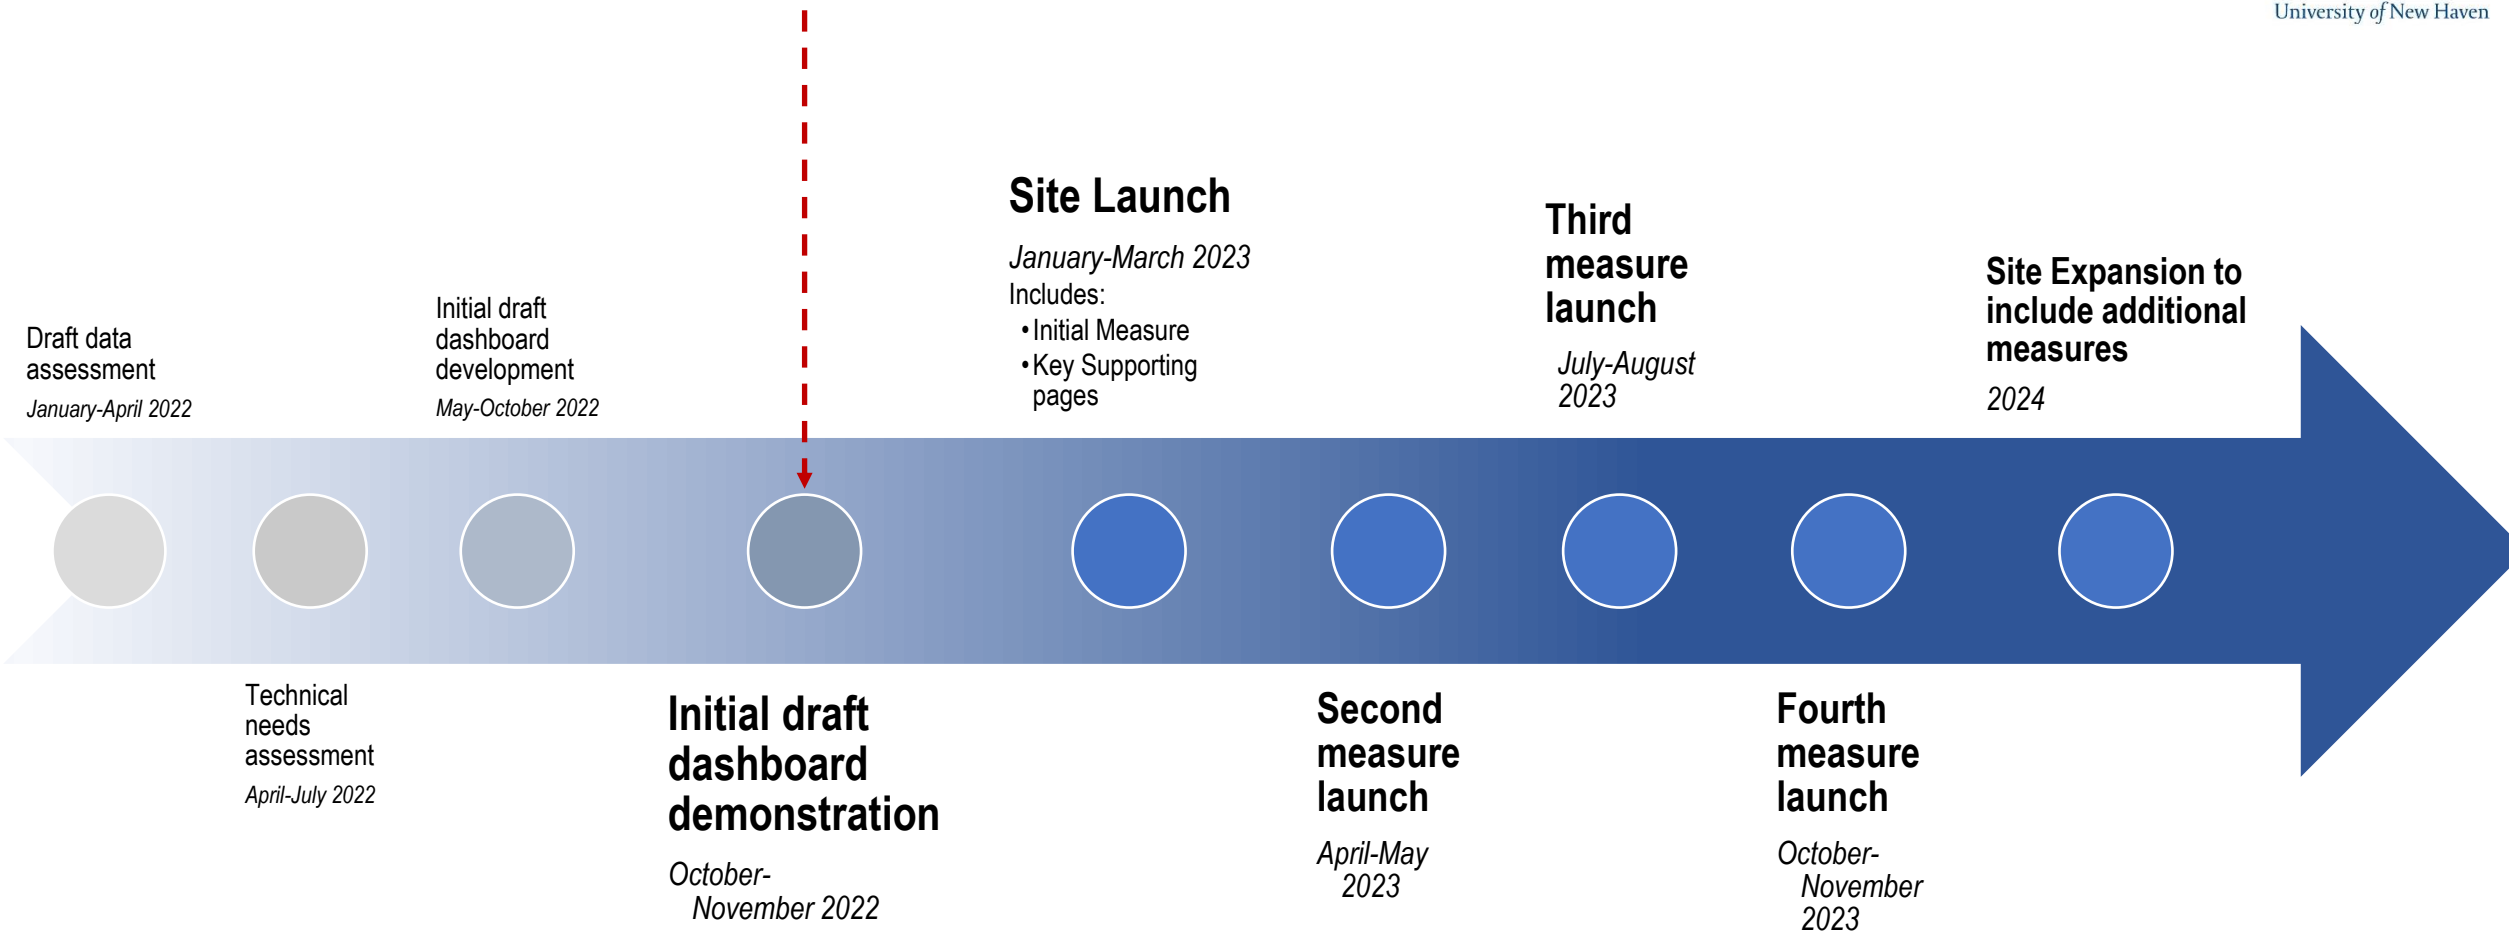 University of New Haven
Draft data
assessment
January-April 2022
Technical
needs
assessment
April-July 2022
Initial draft
dashboard
development
May-October 2022
Initial draft
dashboard
demonstration
October-
November 2022
Site Launch
January-March 2023
Includes:
•Initial Measure
•Key Supporting
pages
Second
measure
launch
April-May
2023
Third
measure
launch
July-August
2023
Fourth
measure
launch
October-
November
2023
Site Expansion to
include additional
measures
2024